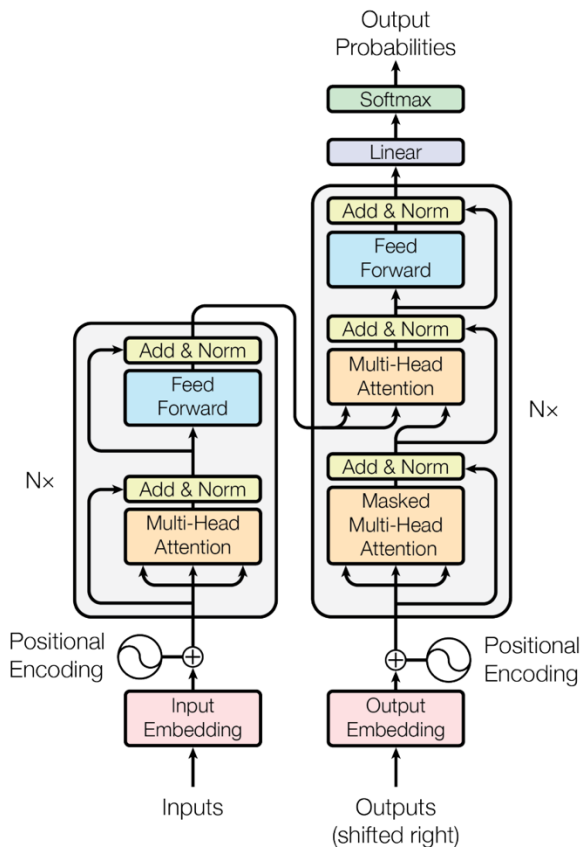 Output
Probabilities
Softmax
Linear
Add & Norm
Feed
Forward
Add & Norm
Multi-Head
Attention
Nx
Add & Norm
Masked
Multi-Head
Attention
Positional
Encoding
Output
Embedding
Outputs
(shifted right)
Add & Norm
Feed
Forward
Nx
Add & Norm
Multi-Head
Attention
Positional
Encoding
Input
Embedding
Inputs